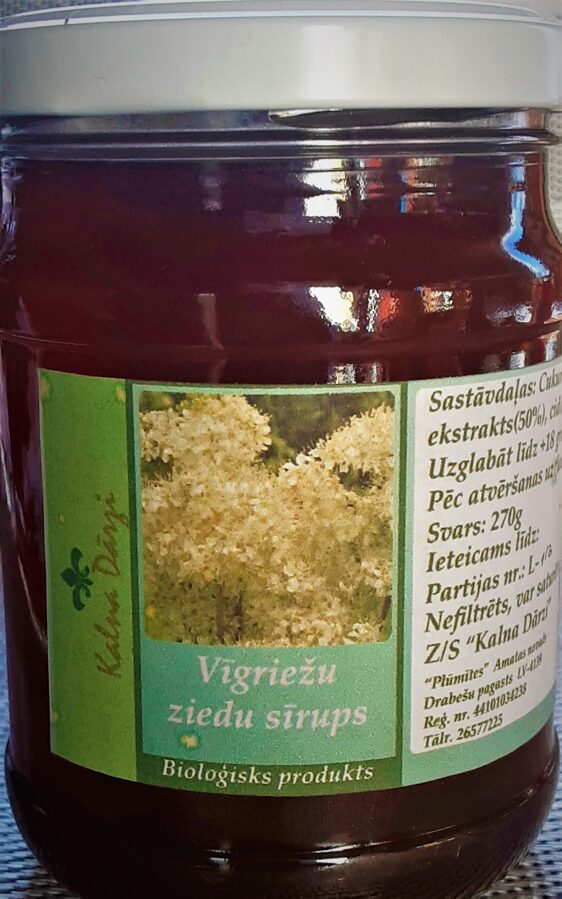 Kalna Dārzi
Vīgriežu
ziedu sīrups
Bioloģisks produkts
Sastāvdaļas:
ekstrakts(50%),
Uzglabāt līdz +18
Pēc atvēršanas
Svars: 270g
Ieteicams līdz:
Partijas nr.: L-
Nefiltrēts, var
Z/S "Kalna Dārzi"
"Plūmītes" Amatas novads
Drabešu pagasts LV-4139
Reģ. nr. 44101034238
Tālr. 26577225